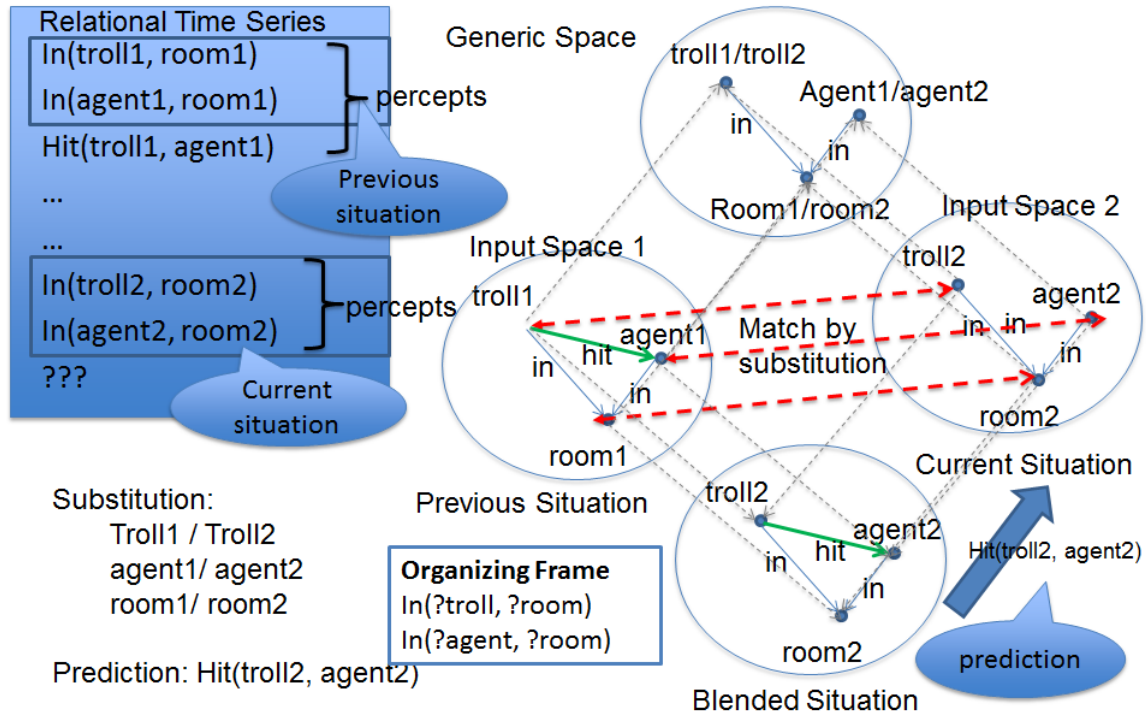 Relational Time Series
In(troll1, room1)
In(agent1, room1)
Hit(troll1, agent1)
...
...
In(troll2, room2)
In(agent2, room2)
???
percepts
Previous
situation
percepts
Current
situation
Generic Space
troll1/troll2
Agent1/agent2
in
in
Room1/room2
Input Space 1
troll1
agent1
hit
in
in
room1
Previous Situation
Match by
substitution
Input Space 2
troll2
agent2
in
in
in
room2
Current Situation
troll2
agent2
hit
in
in
room2
Blended Situation
Hit(troll2, agent2)
prediction
Substitution:
Troll1 / Troll2
agent1/ agent2
room1/ room2
Prediction: Hit(troll2, agent2)
Organizing Frame
In(?troll, ?room)
In(?agent, ?room)